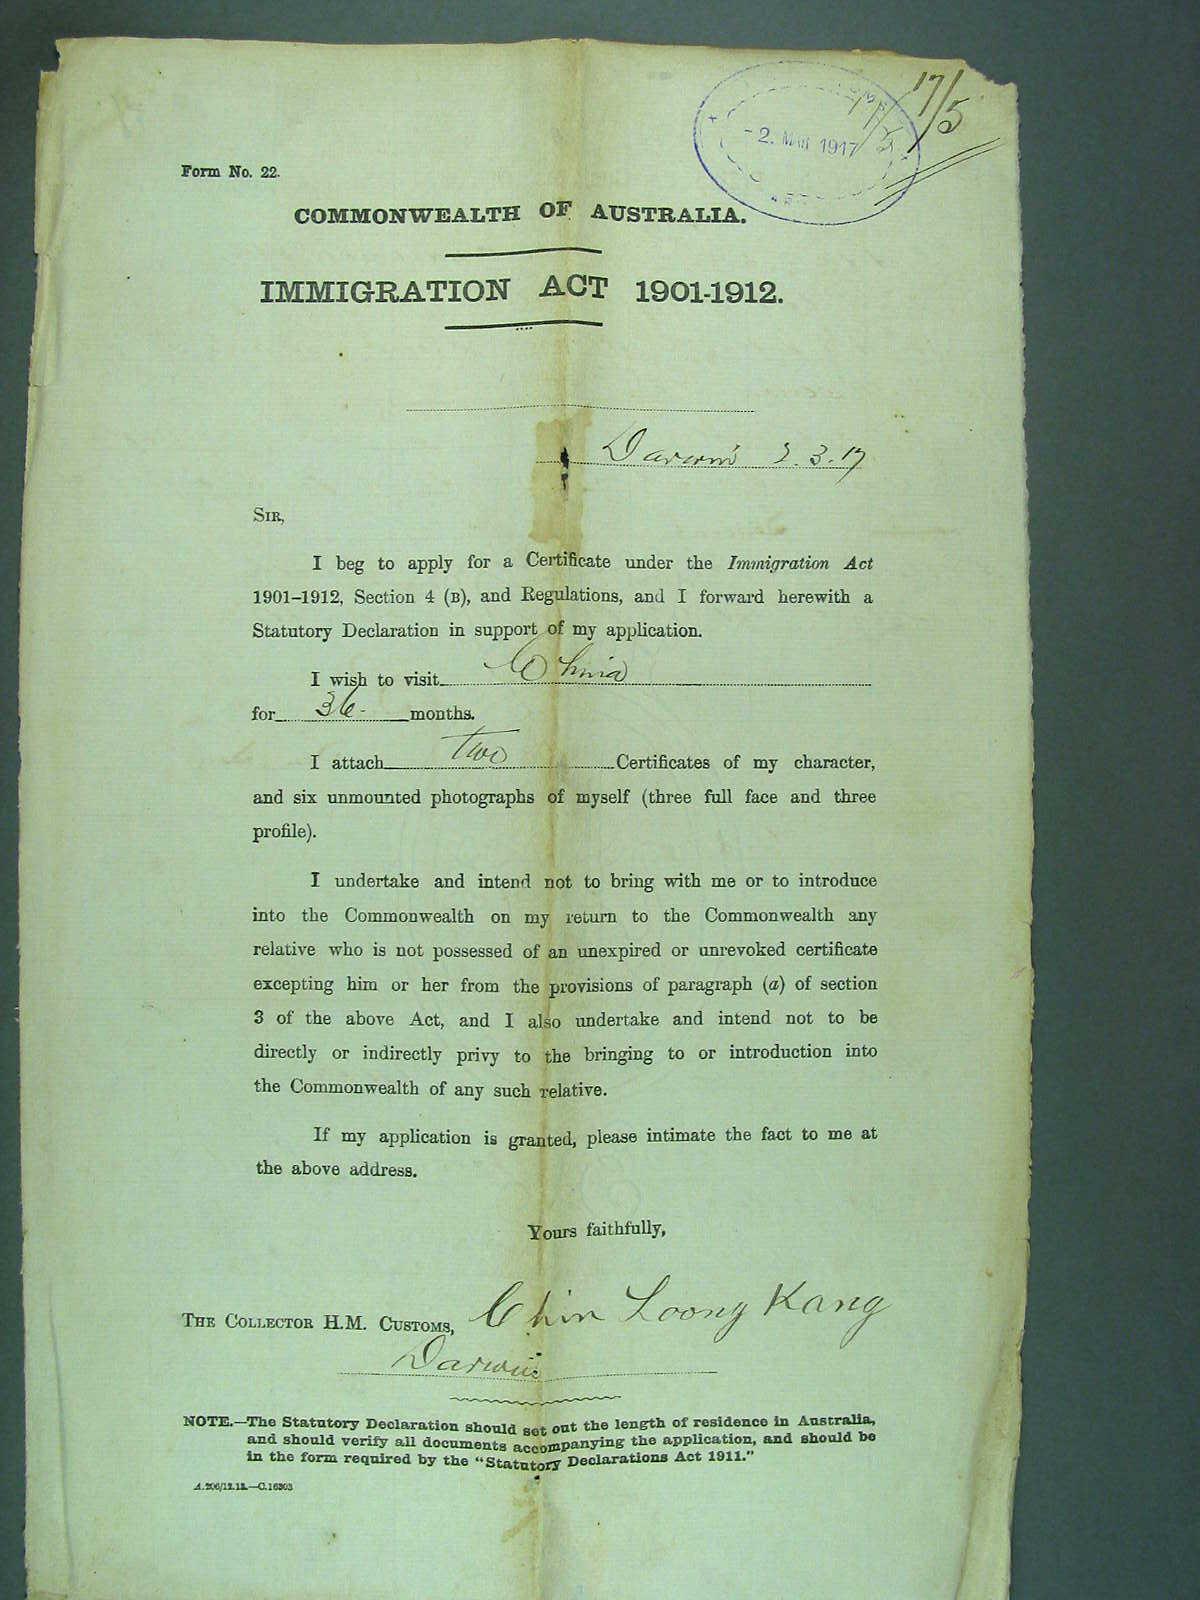 17/5
- 2. MAR 1917
Form No. 22.
COMMONWEALTH OF AUSTRALIA.
IMMIGRATION ACT 1901-1912.
Darwin 2.3.17
SIR,
I beg to apply for a Certificate under the Immigration Act
1901–1912, Section 4 (B), and Regulations, and I forward herewith a
Statutory Declaration in support of my application.
I wish to visit China
for 36 months.
I attach two Certificates of my character,
and six unmounted photographs of myself (three full face and three
profile).
I undertake and intend not to bring with me or to introduce
into the Commonwealth on my return to the Commonwealth any
relative who is not possessed of an unexpired or unrevoked certificate
excepting him or her from the provisions of paragraph (a) of section
3 of the above Act, and I also undertake and intend not to be
directly or indirectly privy to the bringing to or introduction into
the Commonwealth of any such relative.
If my application is granted, please intimate the fact to me at
the above address.
Yours faithfully,
Chin Loong Kang
THE COLLECTOR H.M. CUSTOMS,
Darwin
NOTE.—The Statutory Declaration should set out the length of residence in Australia,
and should verify all documents accompanying the application, and should be
in the form required by the "Statutory Declarations Act 1911."
A.206/12.12.—C.16303